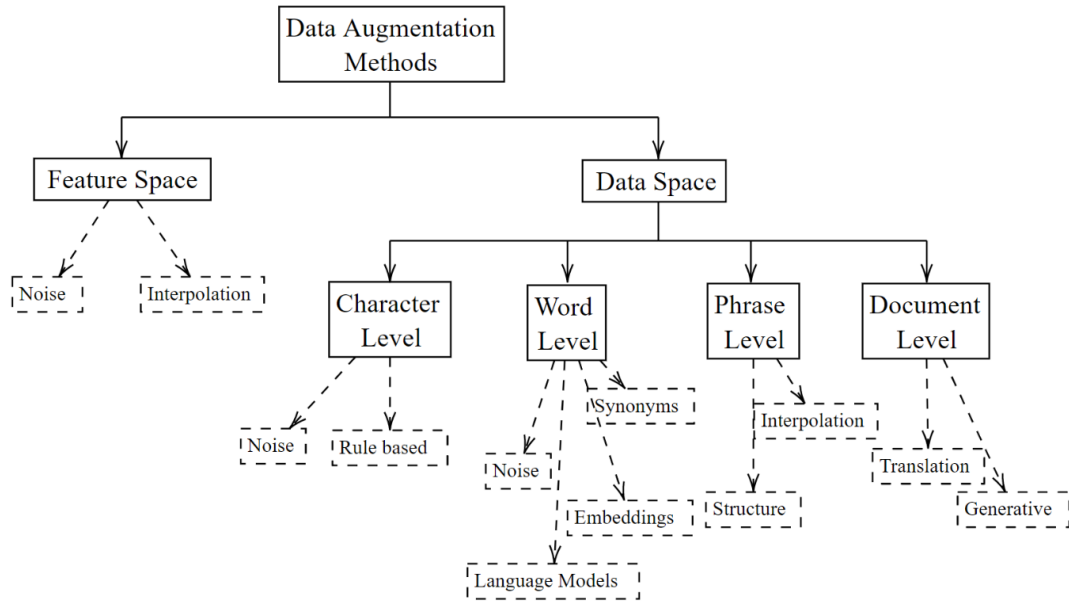 Data Augmentation
Methods
Feature Space
Data Space
Noise
Interpolation
Character
Level
Word
Level
Phrase
Level
Document
Level
Noise
Rule based
Synonyms
Noise
Embeddings
Language Models
Interpolation
Structure
Translation
Generative